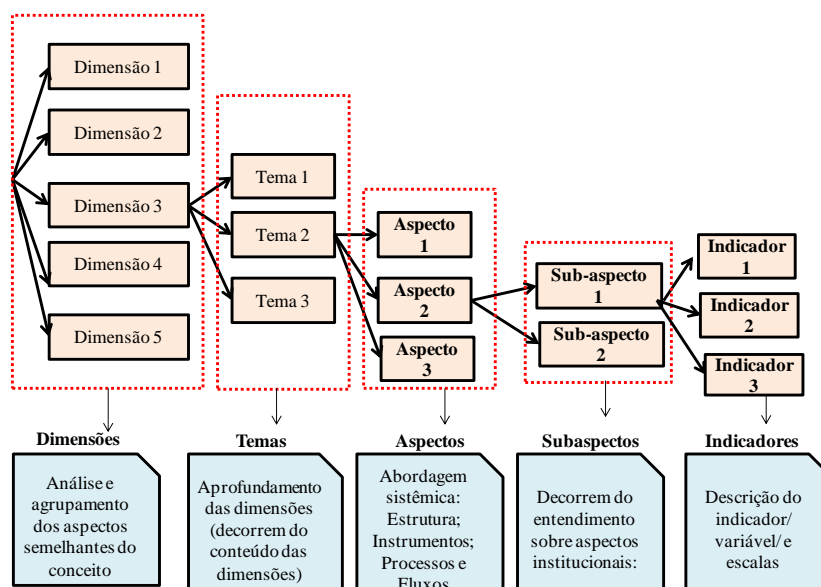 Dimensão 1
Dimensão 2
Dimensão 3
Dimensão 4
Dimensão 5
Tema 1
Tema 2
Tema 3
Aspecto
1
Aspecto
2
Aspecto
3
Sub-aspecto
1
Sub-aspecto
2
Indicador
1
Indicador
2
Indicador
3
Dimensões
Análise e
agrupamento
dos aspectos
semelhantes do
conceito
Temas
Aprofundamento
das dimensões
(decorrem do
conteúdo das
dimensões)
Aspectos
Abordagem
sistêmica:
Estrutura;
Instrumentos;
Processos e
Fluxos
Subaspectos
Decorrem do
entendimento
sobre aspectos
institucionais:
Indicadores
Descrição do
indicador/
variável/ e
escalas